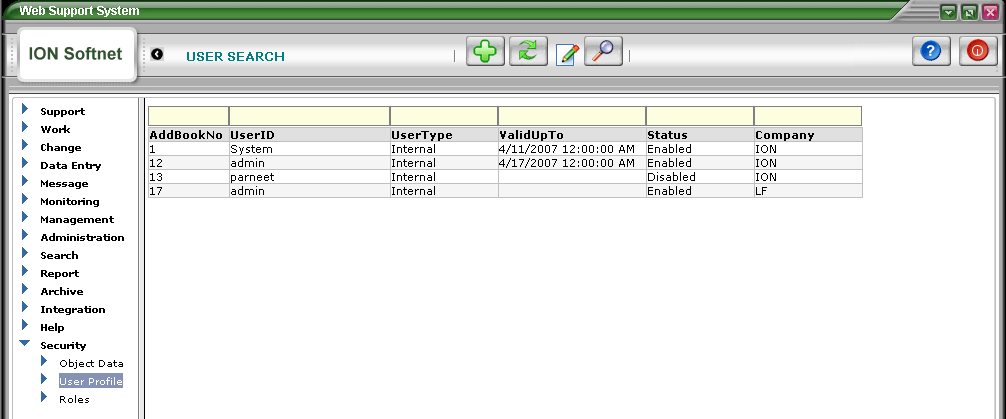 Web Support System
ION Softnet
USER SEARCH
Support
Work
Change
Data Entry
Message
Monitoring
Management
Administration
Search
Report
Archive
Integration
Help
Security
Object Data
User Profile
Roles
AddBookNo UserID UserType ValidUpTo Status Company
1 System Internal 4/11/2007 12:00:00 AM Enabled ION
12 admin Internal 4/17/2007 12:00:00 AM Enabled ION
13 parneet Internal Disabled ION
17 admin Internal Enabled LF